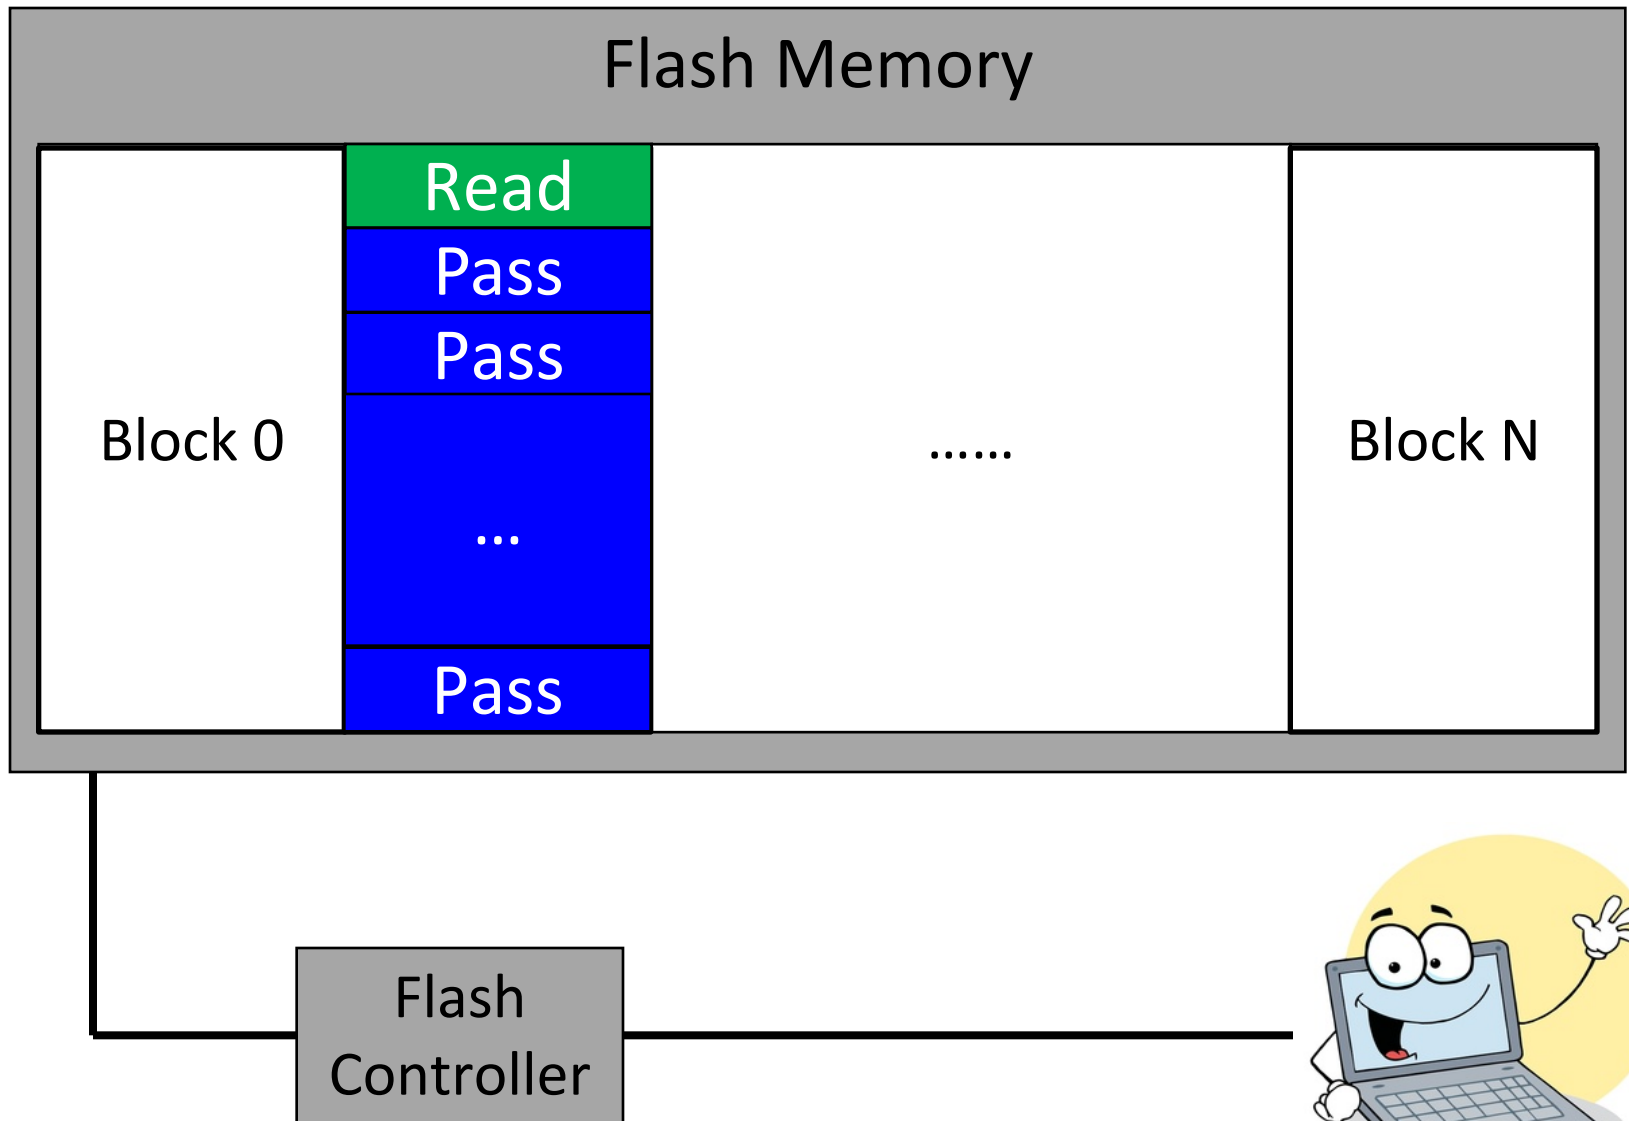 Flash Memory
Read
Pass
Pass
Block 0
......
Block N
...
Pass
Flash
Controller